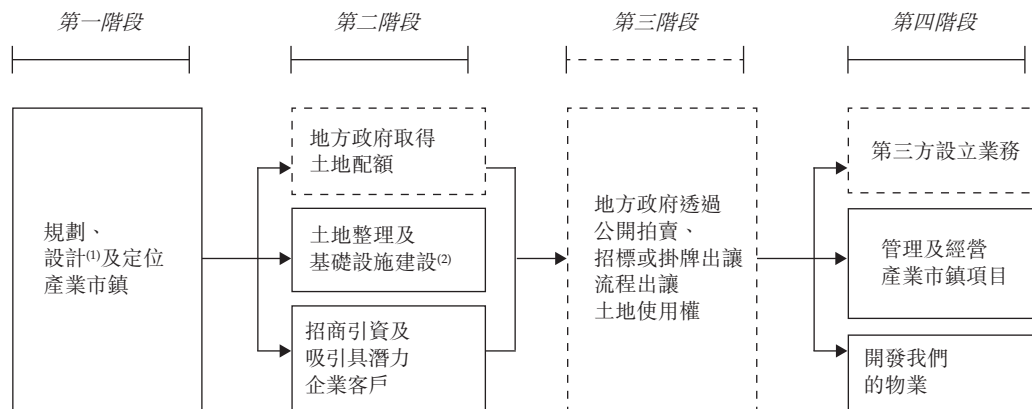 第一階段
第二階段
第三階段
第四階段
規劃、
設計(1)及定位
產業市鎮
地方政府取得
土地配額
土地整理及
基礎設施建設(2)
招商引資及
吸引具潛力
企業客戶
地方政府透過
公開拍賣、
招標或掛牌出讓
流程出讓
土地使用權
第三方設立業務
管理及經營
產業市鎮項目
開發我們
的物業